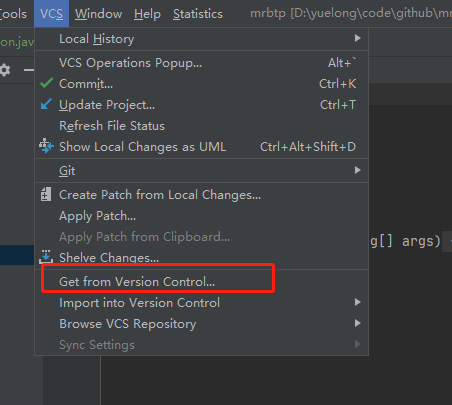 Tools VCS Window Help Statistics mrbtp [D:\yuelong\code\github\mr
on.jav
Local History
VCS Operations Popup... Alt+`
Commit... Ctrl+K
Update Project... Ctrl+T
Refresh File Status
Show Local Changes as UML Ctrl+Alt+Shift+D
Git
Create Patch from Local Changes...
Apply Patch...
Apply Patch from Clipboard...
g[] args) {
Shelve Changes...
Get from Version Control...
Import into Version Control
Browse VCS Repository
Sync Settings